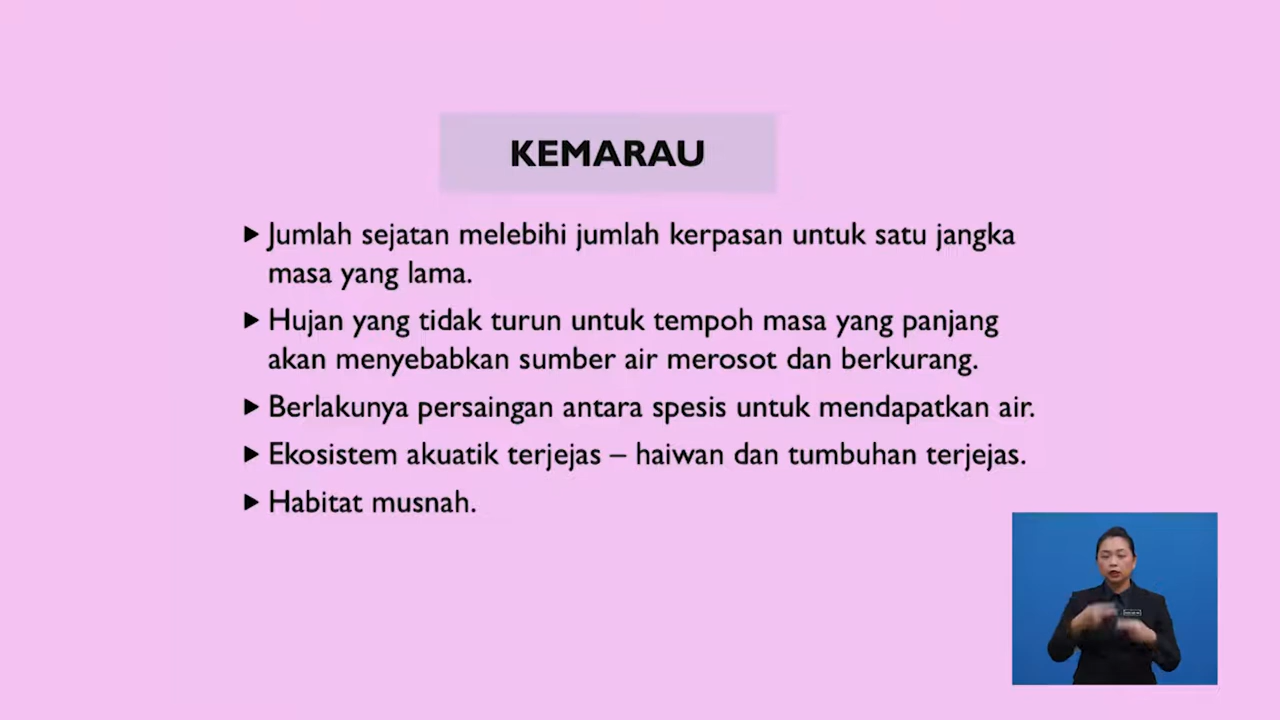 KEMARAU
▶ Jumlah sejatan melebihi jumlah kerpasan untuk satu jangka
masa yang lama.
▶ Hujan yang tidak turun untuk tempoh masa yang panjang
akan menyebabkan sumber air merosot dan berkurang.
▶ Berlakunya persaingan antara spesis untuk mendapatkan air.
▶ Ekosistem akuatik terjejas – haiwan dan tumbuhan terjejas.
▶ Habitat musnah.